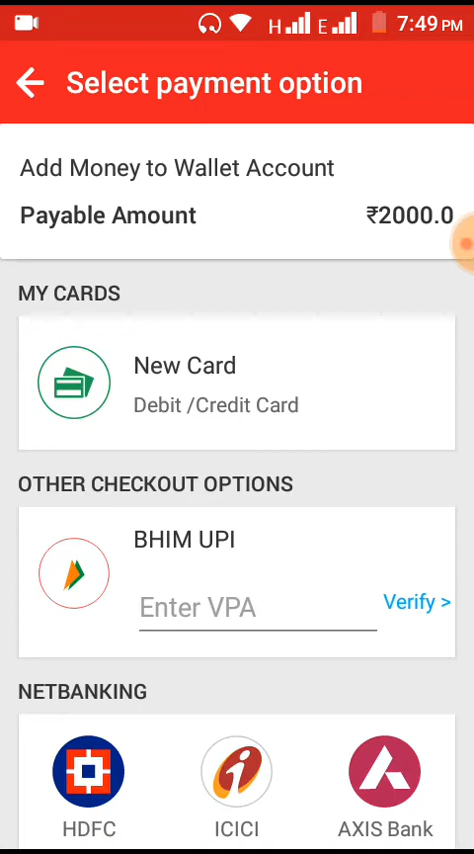 H E 7:49 PM
Select payment option
Add Money to Wallet Account
Payable Amount ₹2000.0
MY CARDS
New Card
Debit /Credit Card
OTHER CHECKOUT OPTIONS
BHIM UPI
Enter VPA Verify >
NETBANKING
HDFC ICICI AXIS Bank